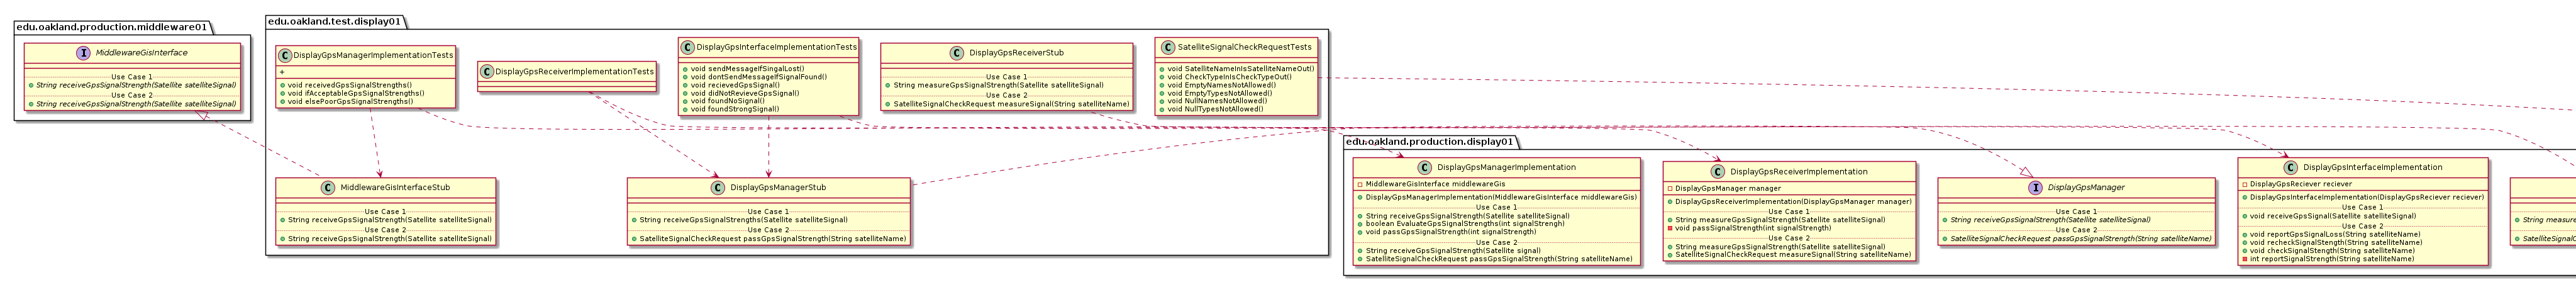 edu.oakland.production.middleware01
MiddlewareGisInterface
Use Case 1
String receiveGpsSignalStrength(Satellite satelliteSignal)
Use Case 2
String receiveGpsSignalStrength(Satellite satelliteSignal)
edu.oakland.test.display01
DisplayGpsManagerImplementationTests
+
void receivedGpsSignalStrengths()
void ifAcceptableGpsSignalStrengths()
void elsePoorGpsSignalStrengths()
DisplayGpsReceiverImplementationTests
DisplayGpsInterfaceImplementationTests
void sendMessageIfSingalLost()
void dontSendMessageIfSignalFound()
void recievedGpsSignal()
void didNotRevieveGpsSignal()
void foundNoSignal()
void foundStrongSignal()
DisplayGpsReceiverStub
Use Case 1
String measureGpsSignalStrength(Satellite satelliteSignal)
Use Case 2
SatelliteSignalCheckRequest measureSignal(String satelliteName)
SatelliteSignalCheckRequestTests
void SatelliteNameInIsSatelliteNameOut()
void CheckTypeInIsCheckTypeOut()
void EmptyNamesNotAllowed()
void EmptyTypesNotAllowed()
void NullNamesNotAllowed()
void NullTypesNotAllowed()
MiddlewareGisInterfaceStub
Use Case 1
String receiveGpsSignalStrength(Satellite satelliteSignal)
Use Case 2
String receiveGpsSignalStrength(Satellite satelliteSignal)
DisplayGpsManagerStub
Use Case 1
String receiveGpsSignalStrengths(Satellite satelliteSignal)
Use Case 2
SatelliteSignalCheckRequest passGpsSignalStrength(String satelliteName)
edu.oakland.production.display01
DisplayGpsManagerImplementation
MiddlewareGisInterface middlewareGis
DisplayGpsManagerImplementation(MiddlewareGisInterface middlewareGis)
Use Case 1
String receiveGpsSignalStrength(Satellite satelliteSignal)
boolean EvaluateGpsSignalStrengths(int signalStrengh)
void passGpsSignalStrength(int signalStrength)
Use Case 2
String receiveGpsSignalStrength(Satellite signal)
SatelliteSignalCheckRequest passGpsSignalStrength(String satelliteName)
DisplayGpsReceiverImplementation
DisplayGpsManager manager
DisplayGpsReceiverImplementation(DisplayGpsManager manager)
Use Case 1
String measureGpsSignalStrength(Satellite satelliteSignal)
void passSignalStrength(int signalStrength)
Use Case 2
String measureGpsSignalStrength(Satellite satelliteSignal)
SatelliteSignalCheckRequest measureSignal(String satelliteName)
DisplayGpsManager
Use Case 1
String receiveGpsSignalStrength(Satellite satelliteSignal)
Use Case 2
SatelliteSignalCheckRequest passGpsSignalStrength(String satelliteName)
DisplayGpsInterfaceImplementation
DisplayGpsReciever reciever
DisplayGpsInterfaceImplementation(DisplayGpsReciever reciever)
Use Case 1
void receiveGpsSignal(Satellite satelliteSignal)
Use Case 2
void reportGpsSignalLoss(String satelliteName)
void recheckSignalStength(String satelliteName)
void checkSignalStength(String satelliteName)
int reportSignalStrength(String satelliteName)
String measure
SatelliteSignalC